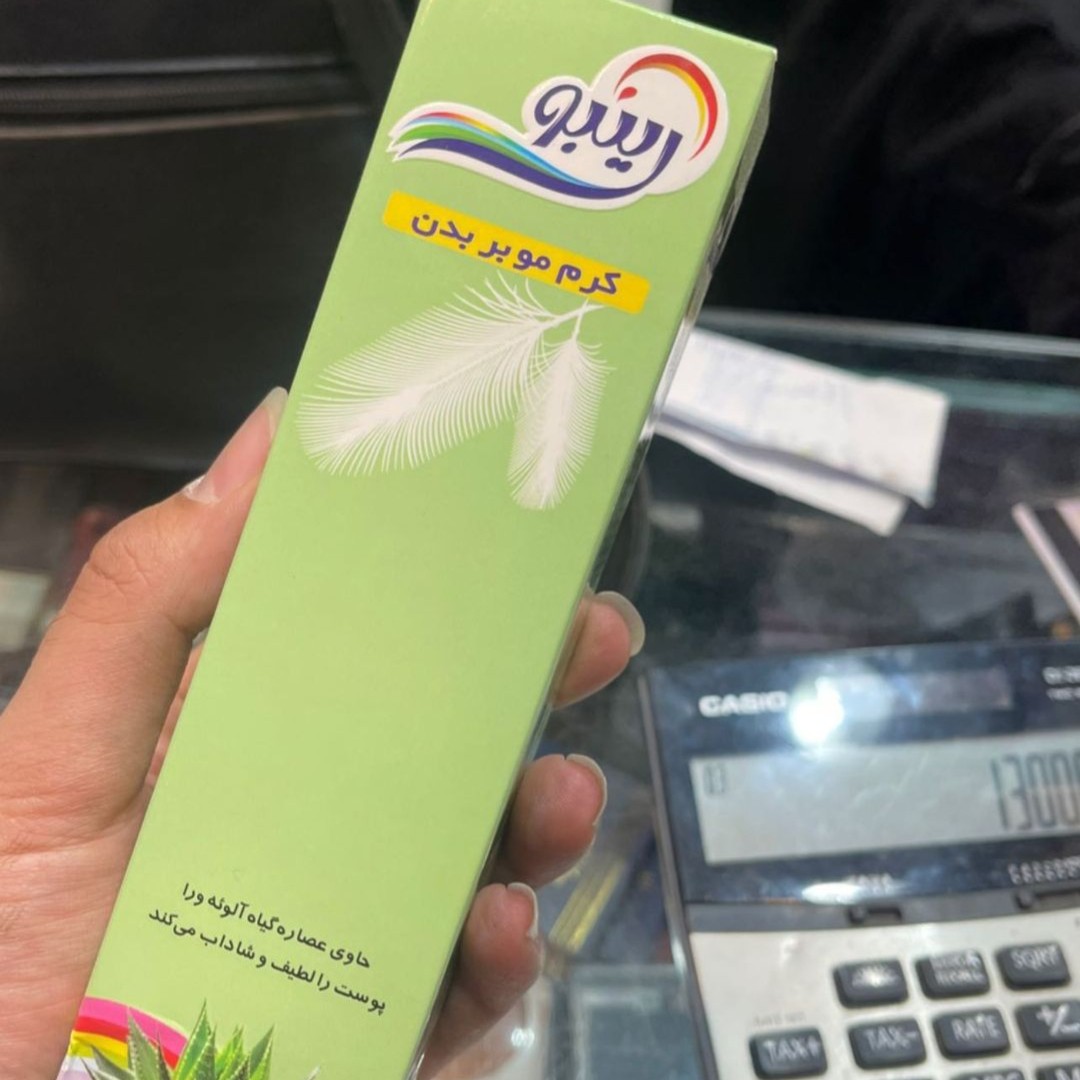 رینبو
کرم مو بر بدن
حاوی عصاره گیاه آلوئه ورا
پوست را لطیف و شاداب می‌کند
CASIO
1300
SQRT
TAX+
TAX-
RATE
+/-